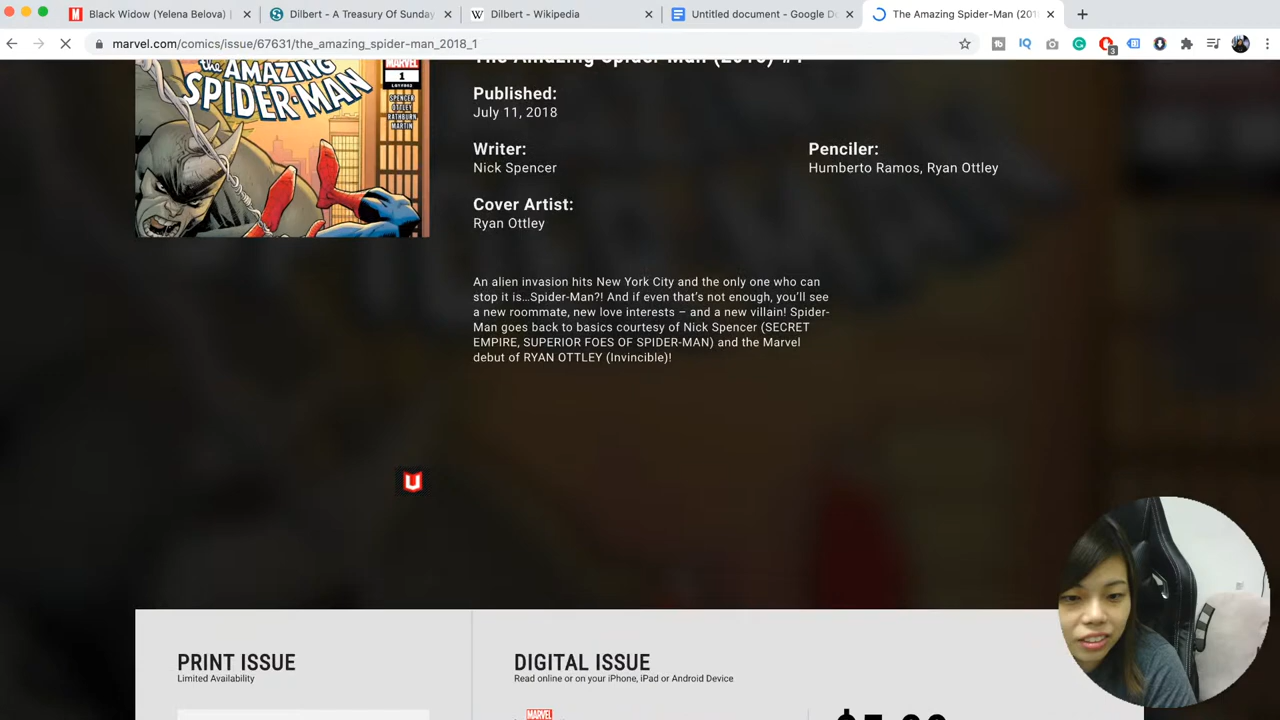 Black Widow (Yelena Belova)
Dilbert - A Treasury Of Sunday
Dilbert - Wikipedia
Untitled document - Google D
The Amazing Spider-Man (201
marvel.com/comics/issue/67631/the_amazing_spider-man_2018_1
the AMAZING
SPIDER-MAN
MARVEL
1
SPENCER
OTTLEY
RATHBURN
MARTIN
Published:
July 11, 2018
Writer:
Nick Spencer
Penciler:
Humberto Ramos, Ryan Ottley
Cover Artist:
Ryan Ottley
An alien invasion hits New York City and the only one who can
stop it is…Spider-Man?! And if even that’s not enough, you’ll see
a new roommate, new love interests – and a new villain! Spider-
Man goes back to basics courtesy of Nick Spencer (SECRET
EMPIRE, SUPERIOR FOES OF SPIDER-MAN) and the Marvel
debut of RYAN OTTLEY (Invincible)!
PRINT ISSUE
Limited Availability
DIGITAL ISSUE
Read online or on your iPhone, iPad or Android Device
MARVEL